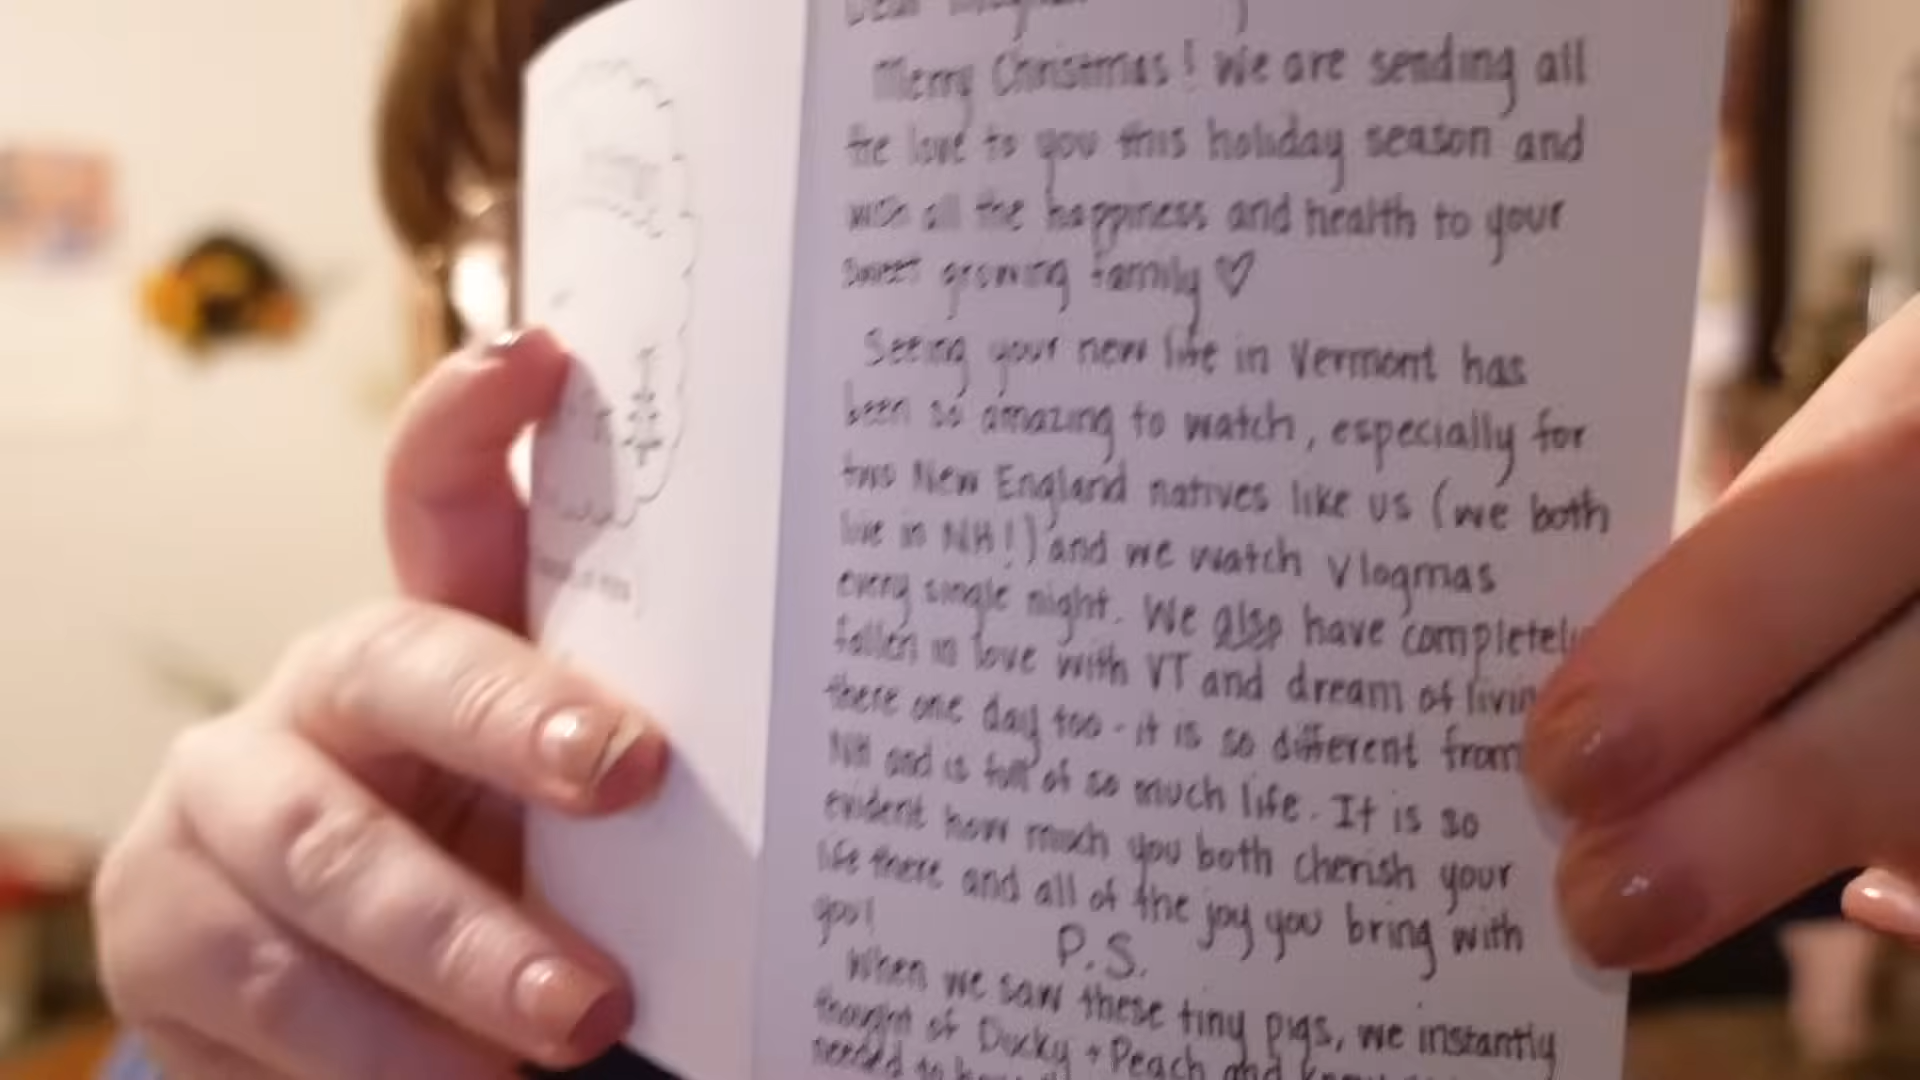 Dear
Merry Christmas! We are sending all
the love to you this holiday season and
wish all the happiness and health to your
sweet growing family ♡
Seeing your new life in Vermont has
been so amazing to watch, especially for
two New England natives like us (we both
live in NH!) and we watch Vlogmas
every single night. We also have completely
fallen in love with VT and dream of livin
there one day too - it is so different from
NH and is full of so much life. It is so
evident how much you both cherish your
life there and all of the joy you bring with
you!
P.S.
When we saw these tiny pigs, we instantly
thought of Ducky + Peach and
needed to